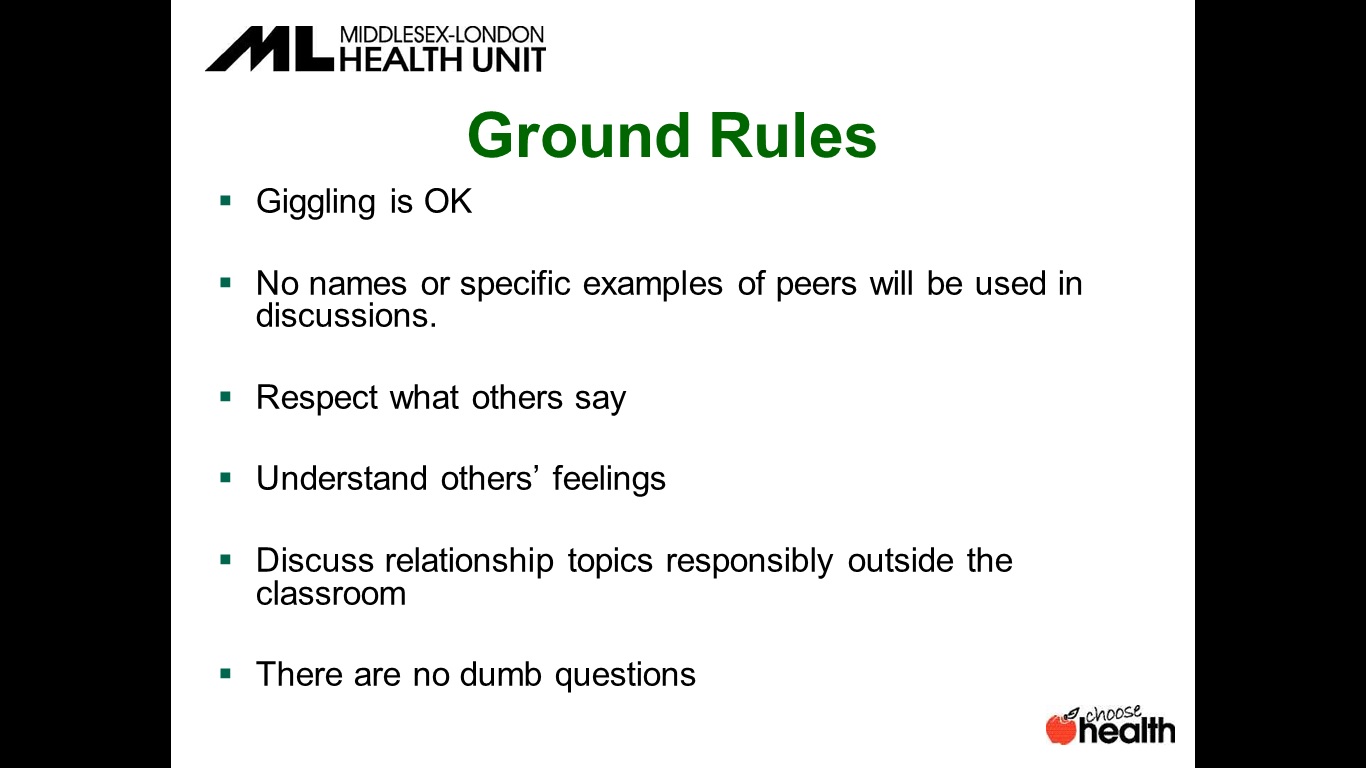 ML MIDDLESEX-LONDON
HEALTH UNIT
Ground Rules
▪ Giggling is OK
▪ No names or specific examples of peers will be used in
discussions.
▪ Respect what others say
▪ Understand others’ feelings
▪ Discuss relationship topics responsibly outside the
classroom
▪ There are no dumb questions
choose
health